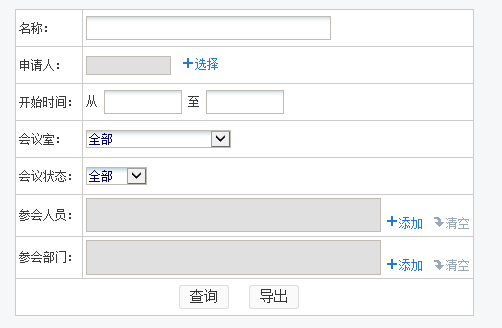 名称：
申请人： 选择
开始时间： 从 至
会议室： 全部
会议状态： 全部
参会人员： 添加 清空
参会部门： 添加 清空
查询 导出